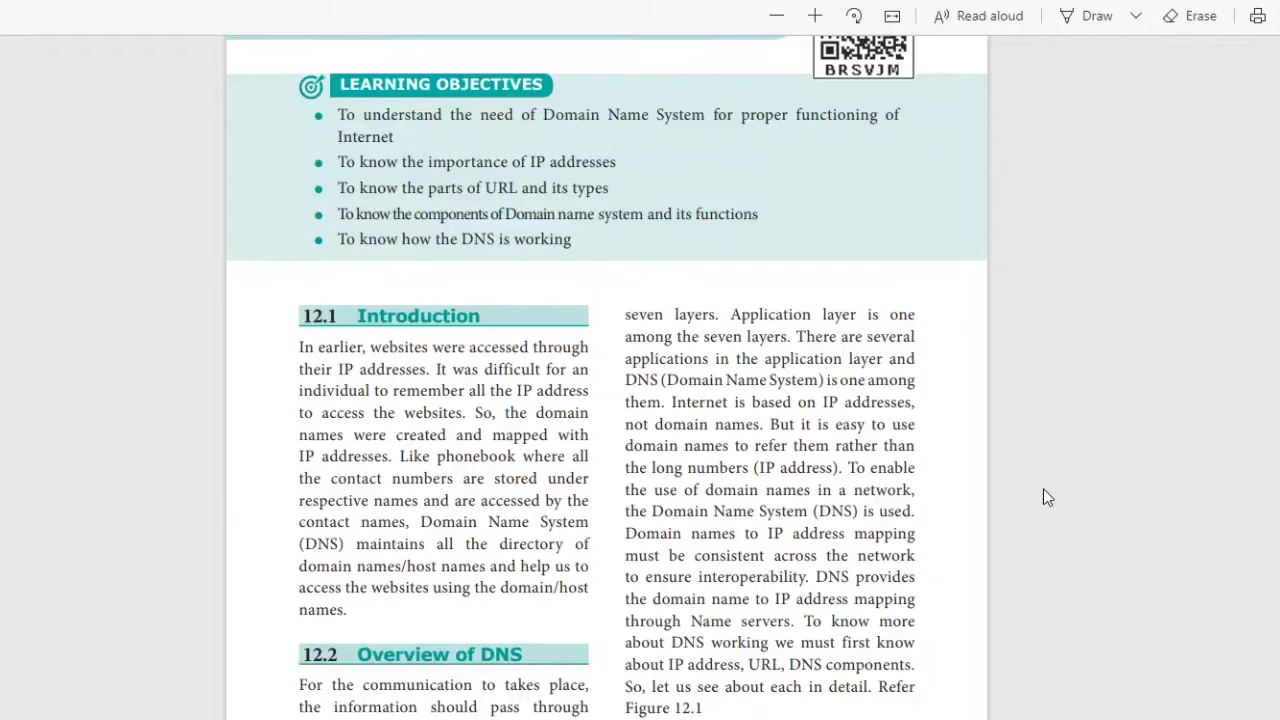 Read aloud
Draw
Erase
BRSVJM
LEARNING OBJECTIVES
● To understand the need of Domain Name System for proper functioning of
Internet
● To know the importance of IP addresses
● To know the parts of URL and its types
● To know the components of Domain name system and its functions
● To know how the DNS is working
12.1 Introduction
In earlier, websites were accessed through
their IP addresses. It was difficult for an
individual to remember all the IP address
to access the websites. So, the domain
names were created and mapped with
IP addresses. Like phonebook where all
the contact numbers are stored under
respective names and are accessed by the
contact names, Domain Name System
(DNS) maintains all the directory of
domain names/host names and help us to
access the websites using the domain/host
names.
12.2 Overview of DNS
For the communication to takes place,
the information should pass through
seven layers. Application layer is one
among the seven layers. There are several
applications in the application layer and
DNS (Domain Name System) is one among
them. Internet is based on IP addresses,
not domain names. But it is easy to use
domain names to refer them rather than
the long numbers (IP address). To enable
the use of domain names in a network,
the Domain Name System (DNS) is used.
Domain names to IP address mapping
must be consistent across the network
to ensure interoperability. DNS provides
the domain name to IP address mapping
through Name servers. To know more
about DNS working we must first know
about IP address, URL, DNS components.
So, let us see about each in detail. Refer
Figure 12.1